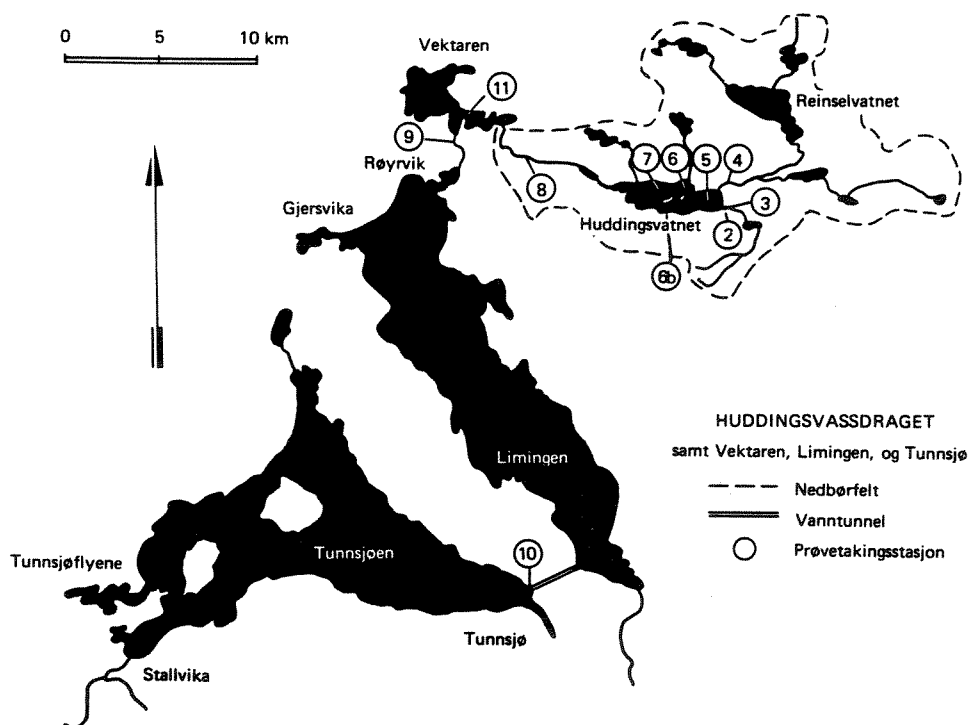 0 5 10 km
Vektaren
11
Reinselvatnet
9
Røyrvik
7 6 5 4
8
3
Gjersvika
Huddingsvatnet
2
6b
HUDDINGSVASSDRAGET
samt Vektaren, Limingen, og Tunnsjø
Limingen
Nedbørfelt
Vanntunnel
Tunnsjøen
10
Prøvetakingsstasjon
Tunnsjøflyene
Tunnsjø
Stallvika